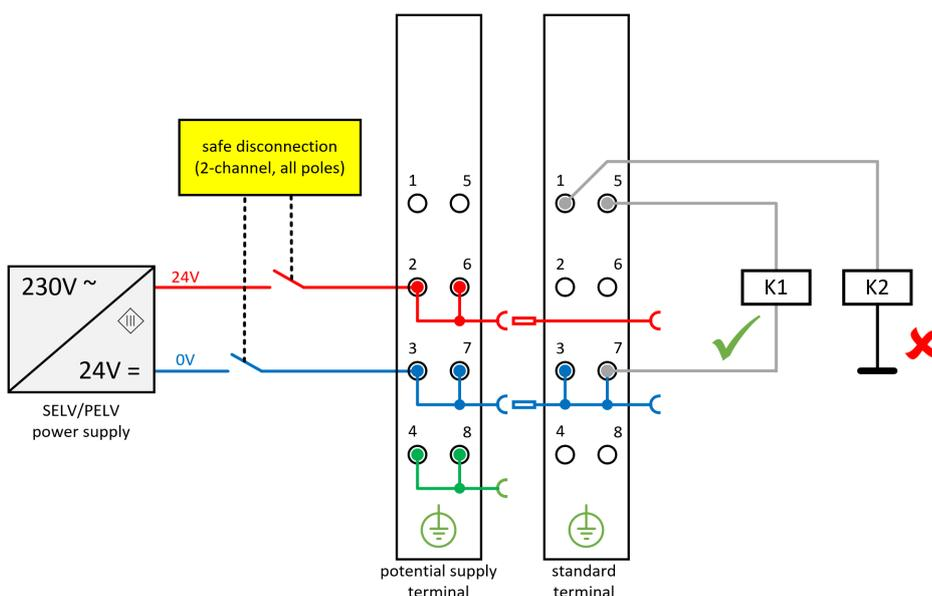 safe disconnection
(2-channel, all poles)
1 5
1 5
2 6
2 6
230V ~
24V
K1
K2
III
24V =
0V
3 7
3 7
SELV/PELV
power supply
4 8
4 8
potential supply
terminal
standard
terminal